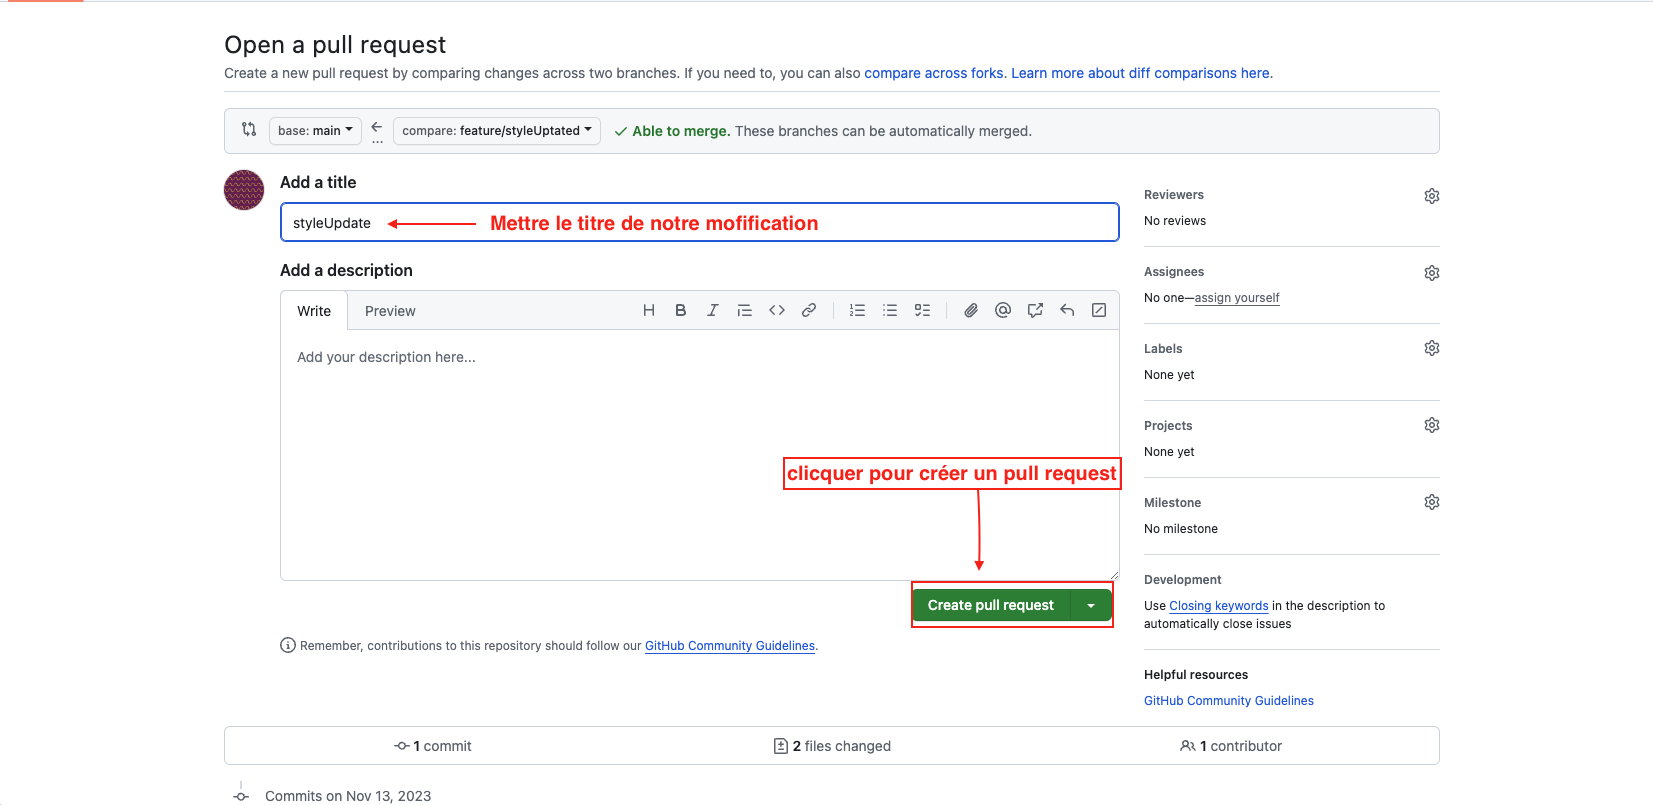 Open a pull request
Create a new pull request by comparing changes across two branches. If you need to, you can also compare across forks. Learn more about diff comparisons here.
base: main ... compare: feature/styleUptated Able to merge. These branches can be automatically merged.
Add a title
styleUpdate Mettre le titre de notre mofification
Add a description
Write Preview
Add your description here...
clicquer pour créer un pull request
Create pull request
Remember, contributions to this repository should follow our GitHub Community Guidelines.
Reviewers
No reviews
Assignees
No one—assign yourself
Labels
None yet
Projects
None yet
Milestone
No milestone
Development
Use Closing keywords in the description to
automatically close issues
Helpful resources
GitHub Community Guidelines
1 commit 2 files changed 1 contributor
Commits on Nov 13, 2023